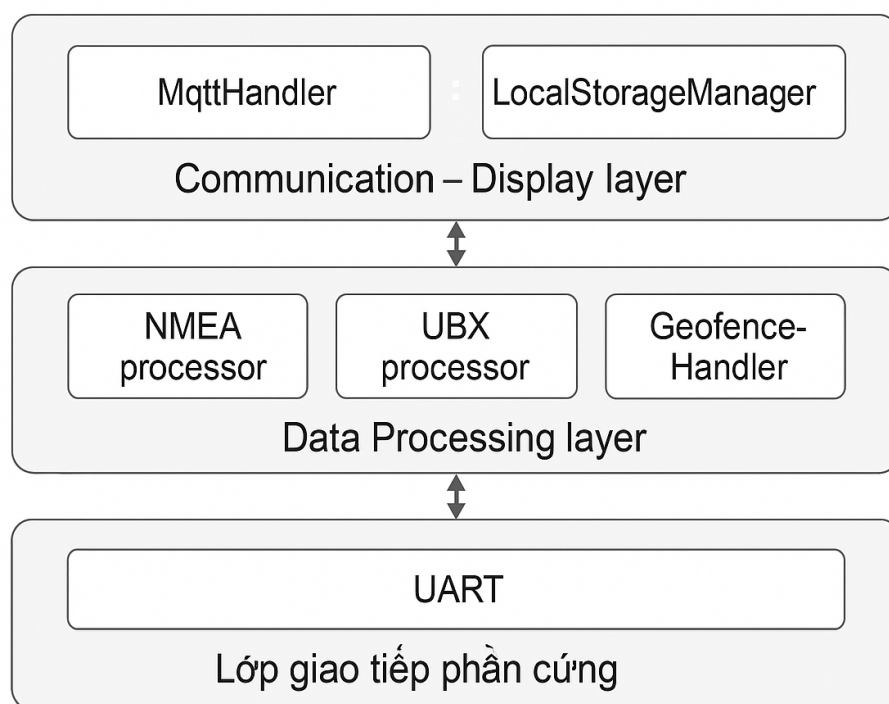 MqttHandler
LocalStorageManager
Communication – Display layer
NMEA
processor
UBX
processor
Geofence-
Handler
Data Processing layer
UART
Lớp giao tiếp phần cứng